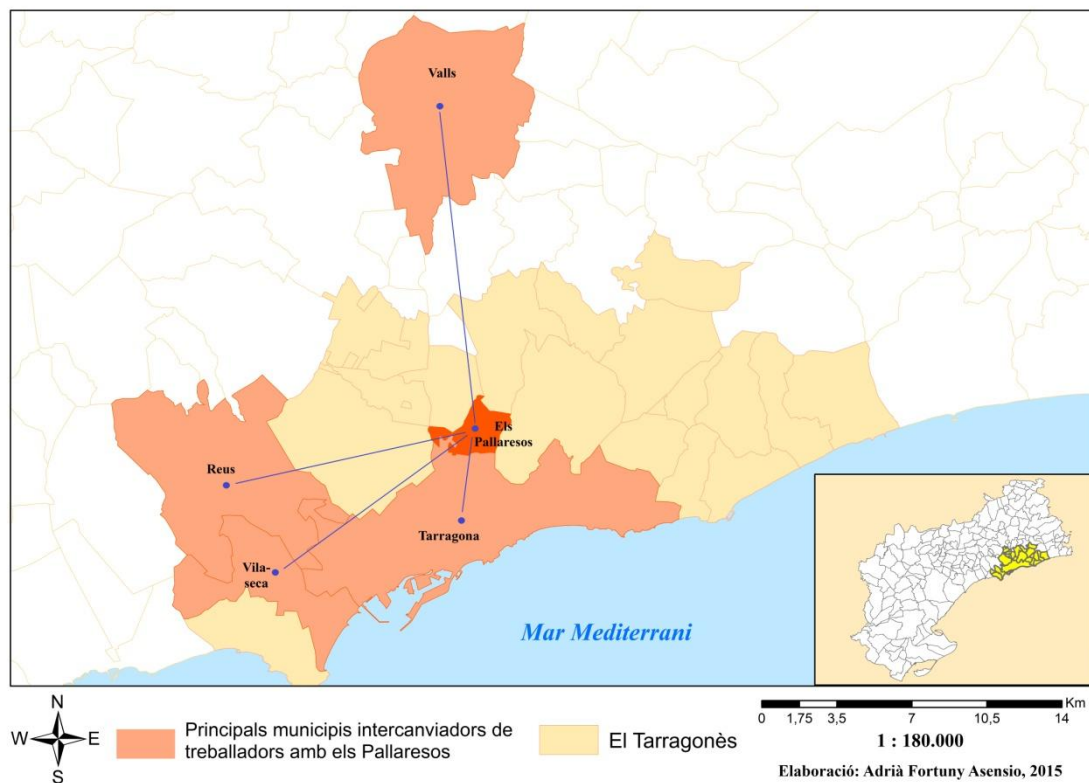 Valls
Els
Pallaresos
Reus
Tarragona
Vila-
seca
Mar Mediterrani
N
W
E
S
Principals municipis intercanviadors de
treballadors amb els Pallaresos
El Tarragonès
Km
0 1,75 3,5 7 10,5 14
1 : 180.000
Elaboració: Adrià Fortuny Asensio, 2015